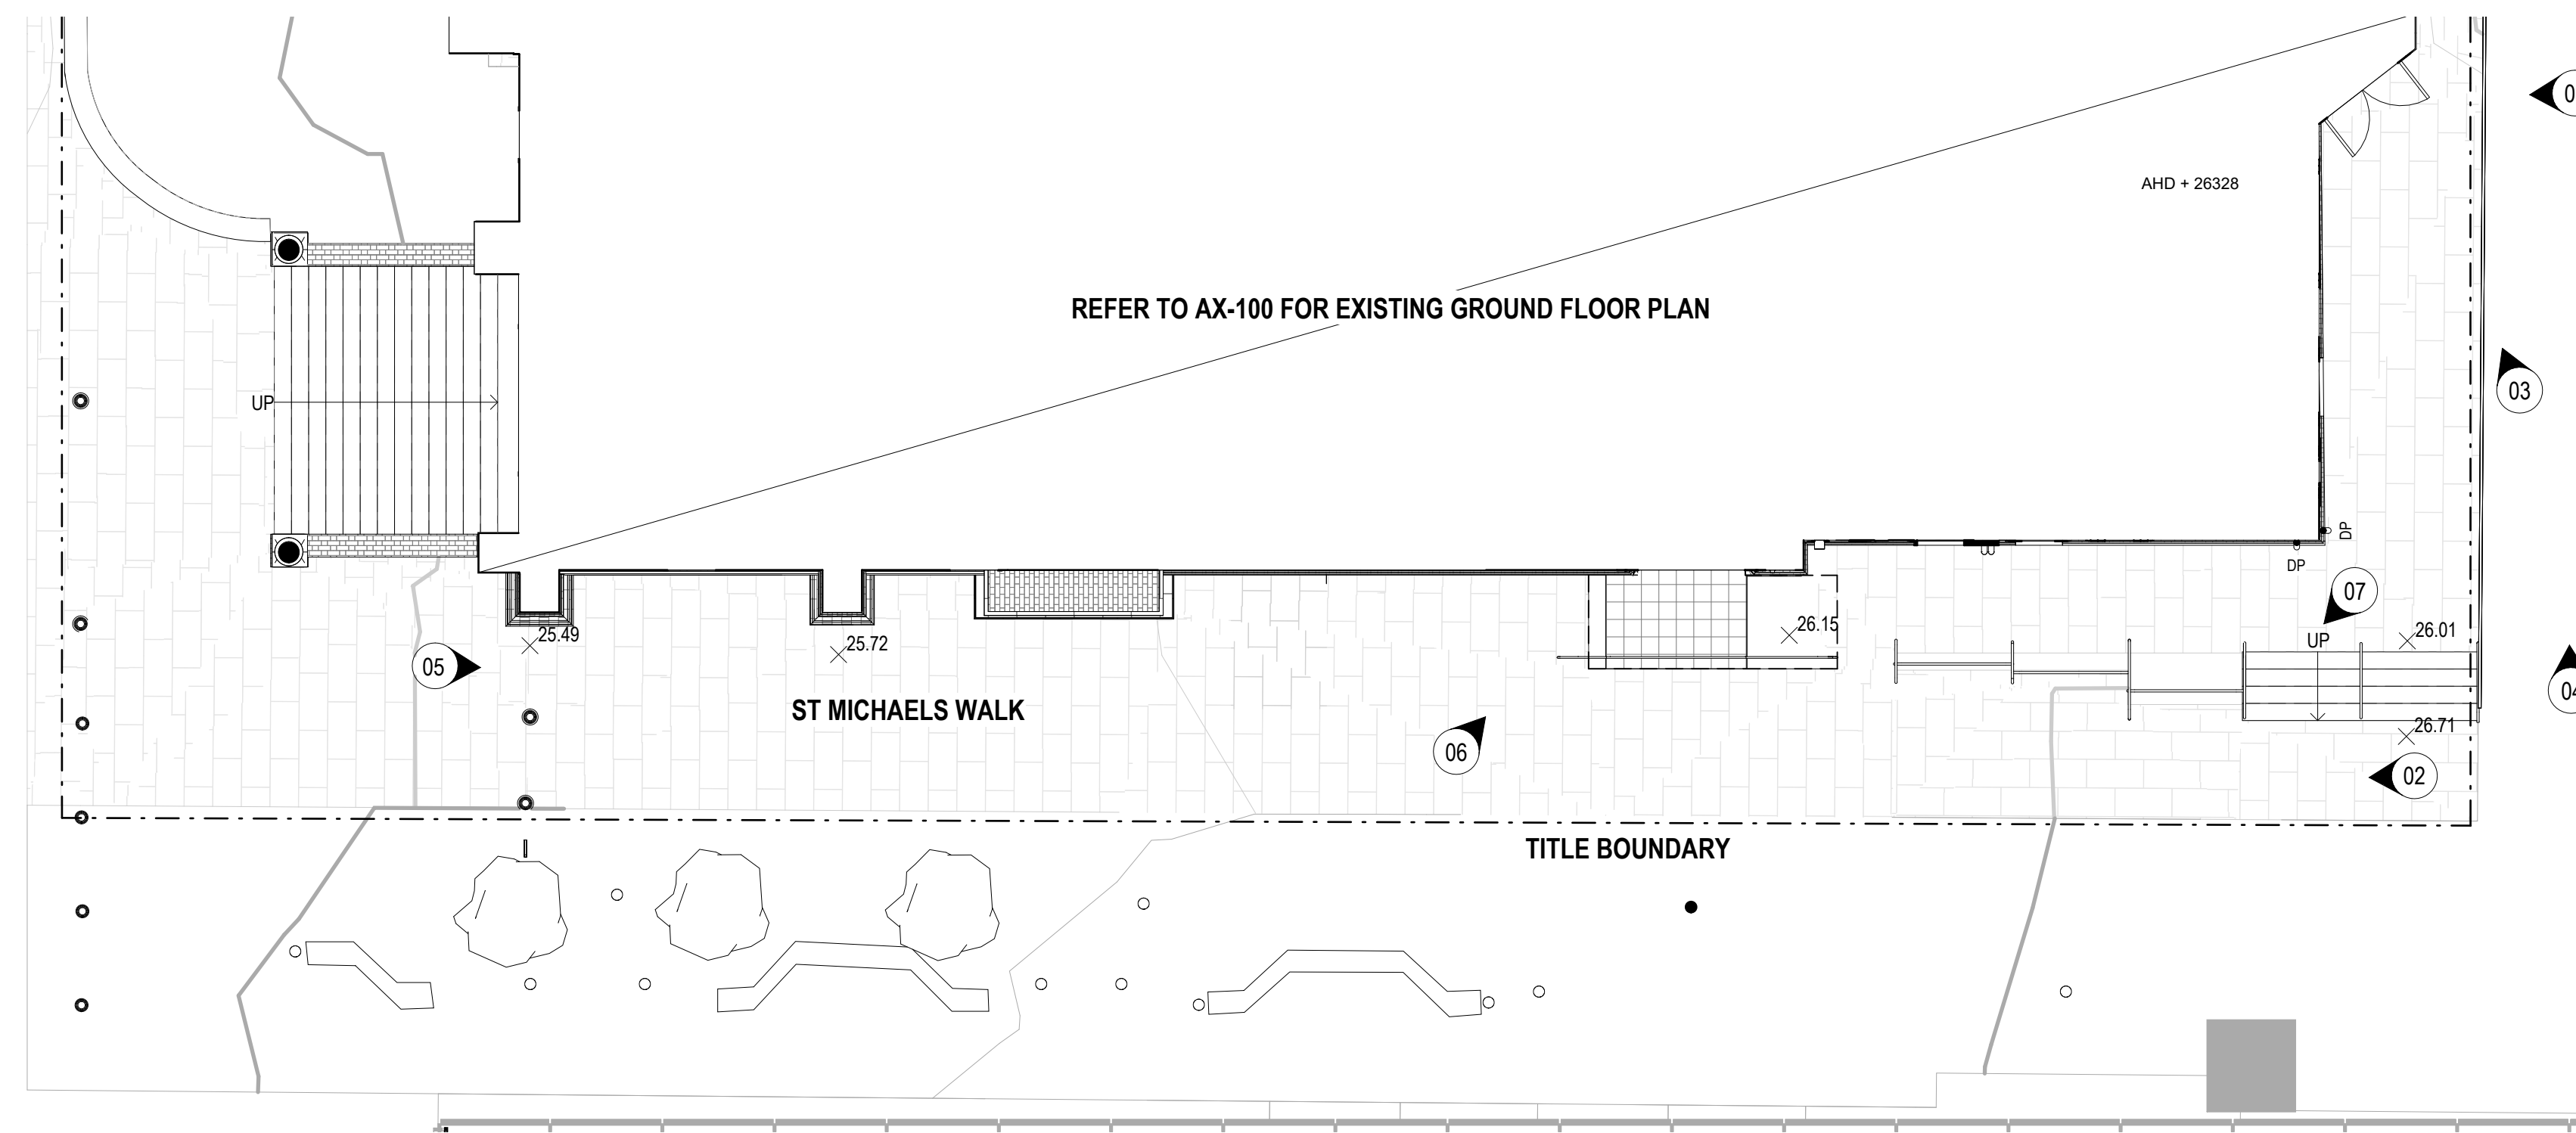 AHD + 26328
REFER TO AX-100 FOR EXISTING GROUND FLOOR PLAN
03
UP
DP
DP
07
25.49
25.72
26.15
UP
26.01
05
ST MICHAELS WALK
06
26.71
02
TITLE BOUNDARY